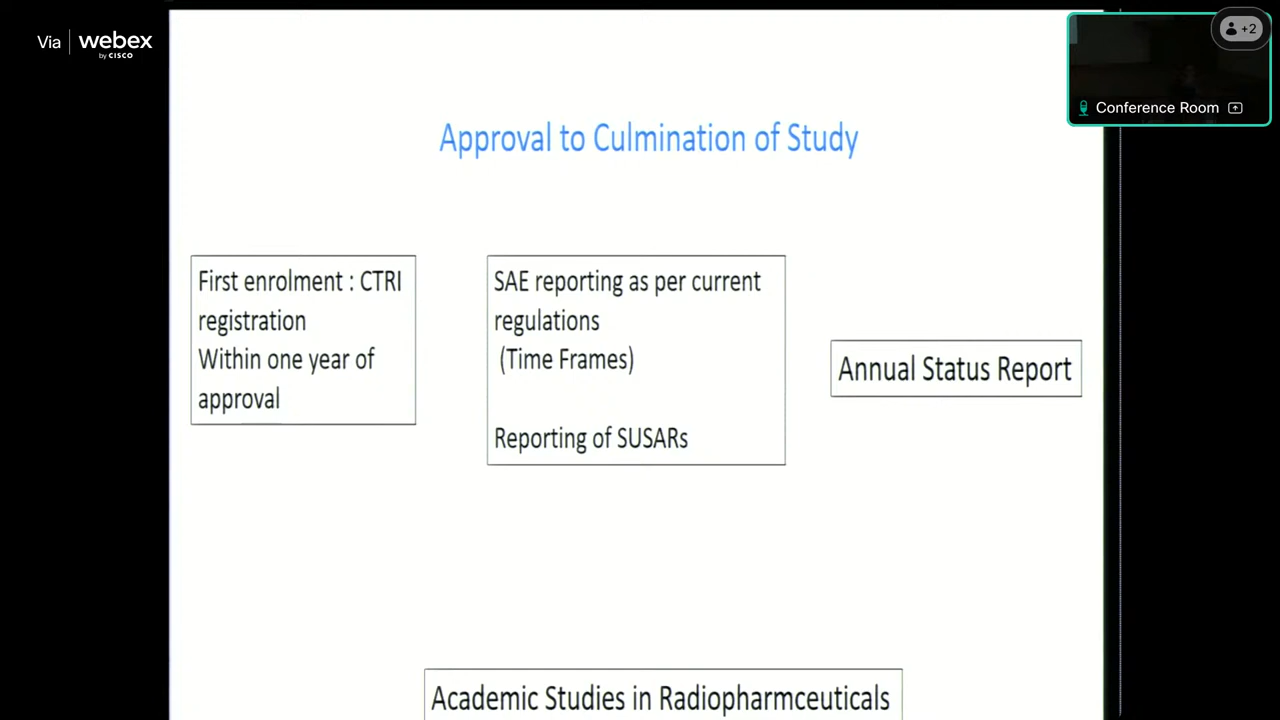 Via webex
by CISCO
+2
Conference Room
Approval to Culmination of Study
First enrolment : CTRI
registration
Within one year of
approval
SAE reporting as per current
regulations
(Time Frames)
Reporting of SUSARs
Annual Status Report
Academic Studies in Radiopharmceuticals